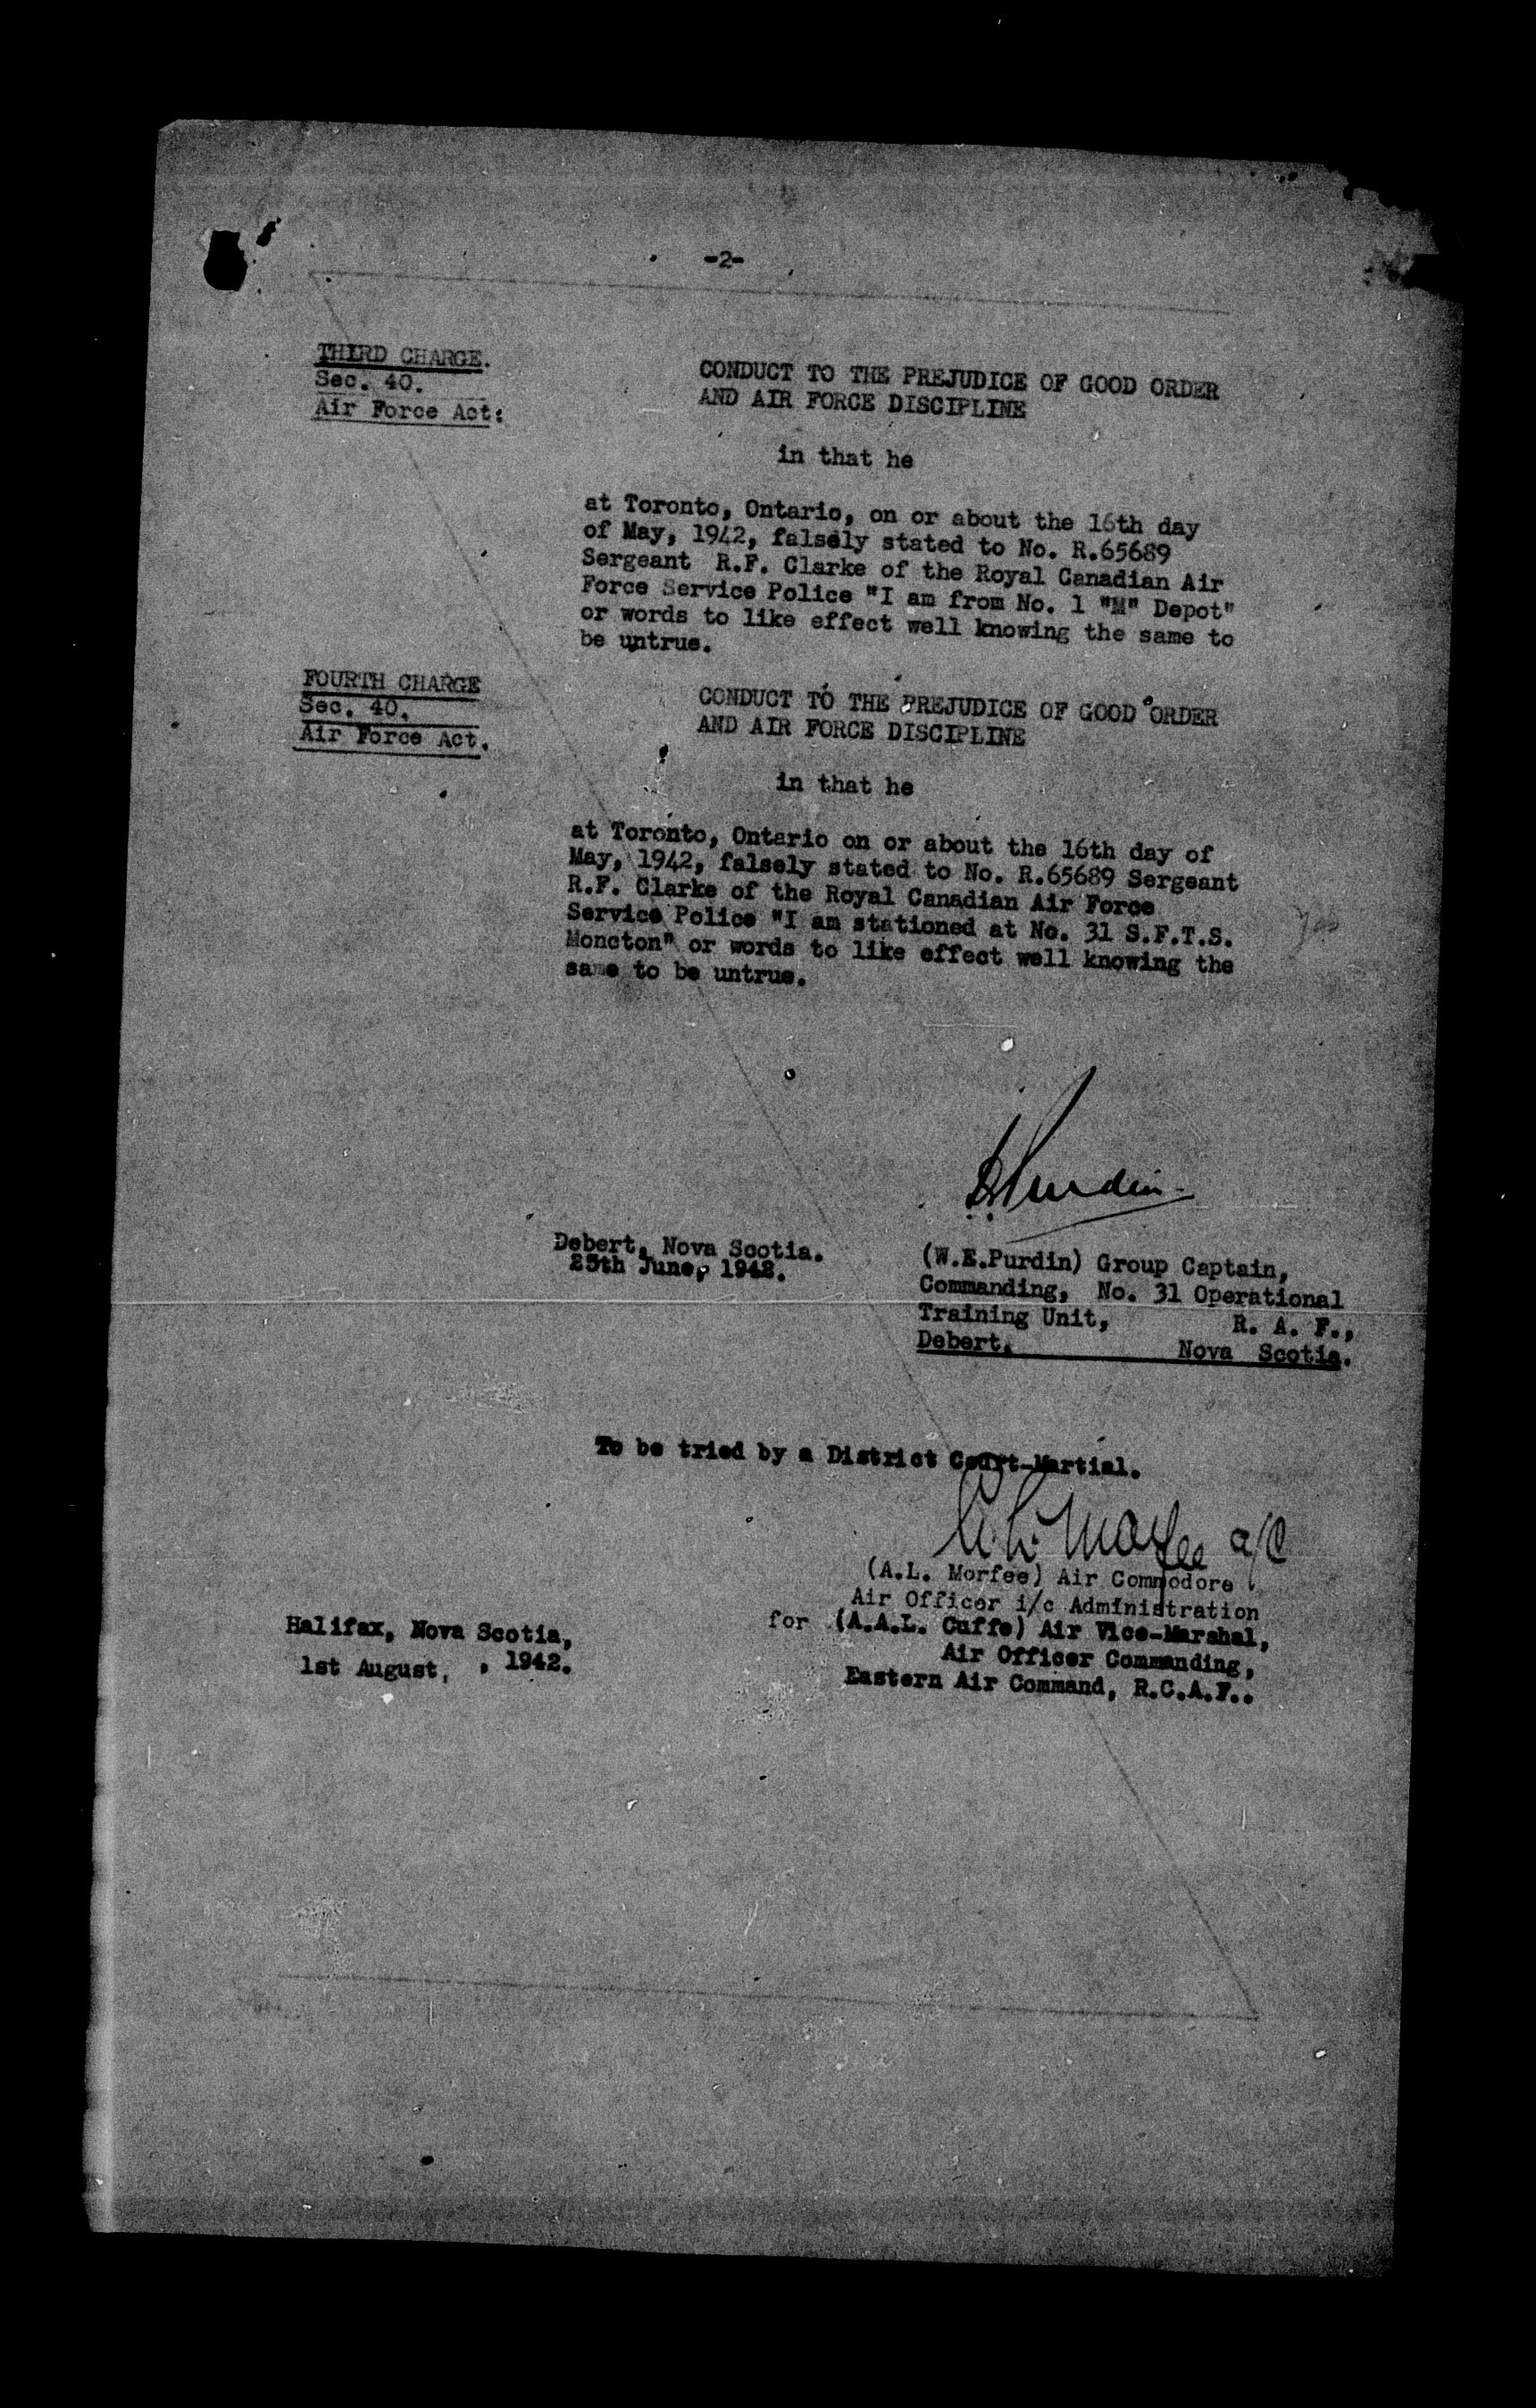 -2-
THIRD CHARGE.
Sec. 40.
Air Force Act:
CONDUCT TO THE PREJUDICE OF GOOD ORDER
AND AIR FORCE DISCIPLINE
in that he
at Toronto, Ontario, on or about the 16th day
of May, 1942, falsely stated to No. R.65689
Sergeant R.F. Clarke of the Royal Canadian Air
Force Service Police "I am from No. 1 "M" Depot"
or words to like effect well knowing the same to
be untrue.
FOURTH CHARGE
Sec. 40.
Air Force Act.
CONDUCT TO THE PREJUDICE OF GOOD ORDER
AND AIR FORCE DISCIPLINE
in that he
at Toronto, Ontario on or about the 16th day of
May, 1942, falsely stated to No. R.65689 Sergeant
R.F. Clarke of the Royal Canadian Air Force
Service Police "I am stationed at No. 31 S.F.T.S.
Moncton" or words to like effect well knowing the
same to be untrue.
Yes
Purdin
Debert, Nova Scotia.
25th June, 1942.
(W.E.Purdin) Group Captain,
Commanding, No. 31 Operational
Training Unit, R. A. F.,
Debert, Nova Scotia.
To be tried by a District Court-Martial.
A.L. Morfee a/c
(A.L. Morfee) Air Commodore
Air Officer i/c Administration
for (A.A.L. Cuffe) Air Vice-Marshal,
Air Officer Commanding,
Eastern Air Command, R.C.A.F..
Halifax, Nova Scotia,
1st August, , 1942.